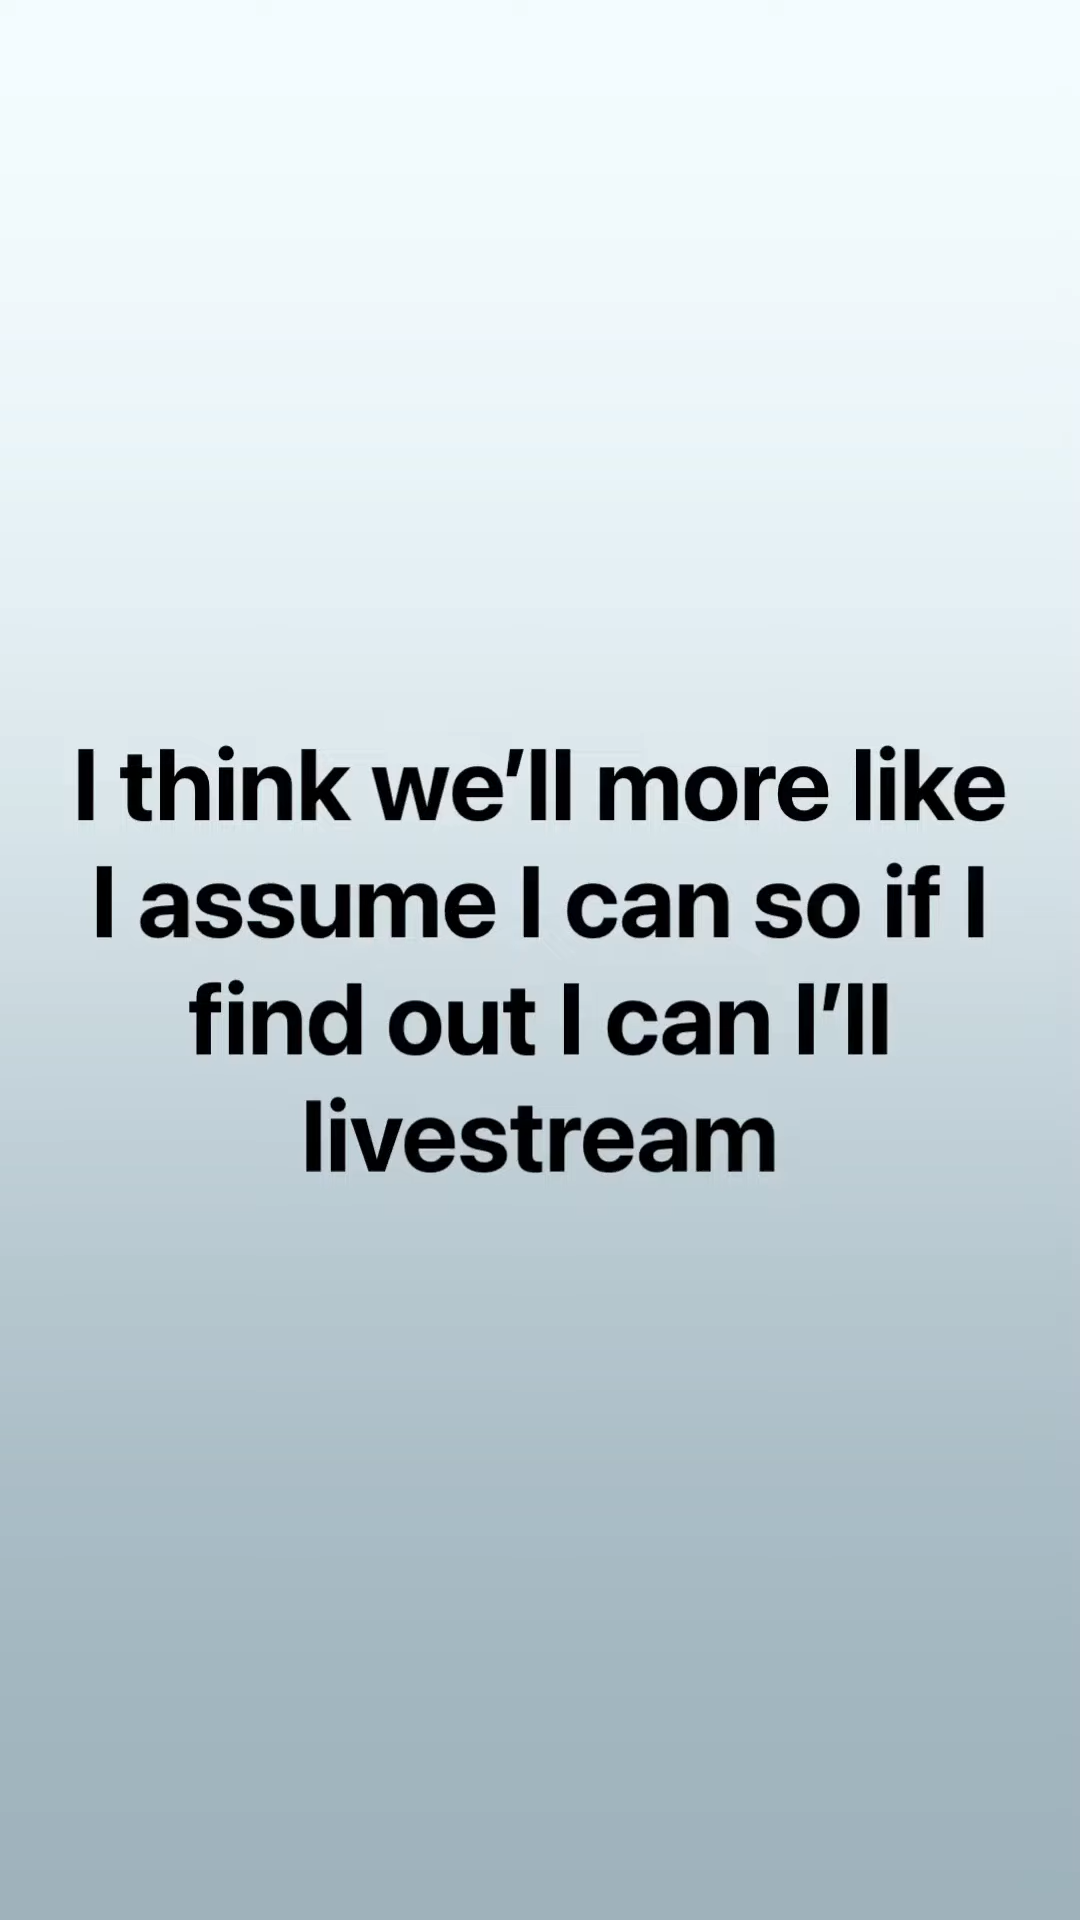 I think we’ll more like
I assume I can so if I
find out I can I’ll
livestream